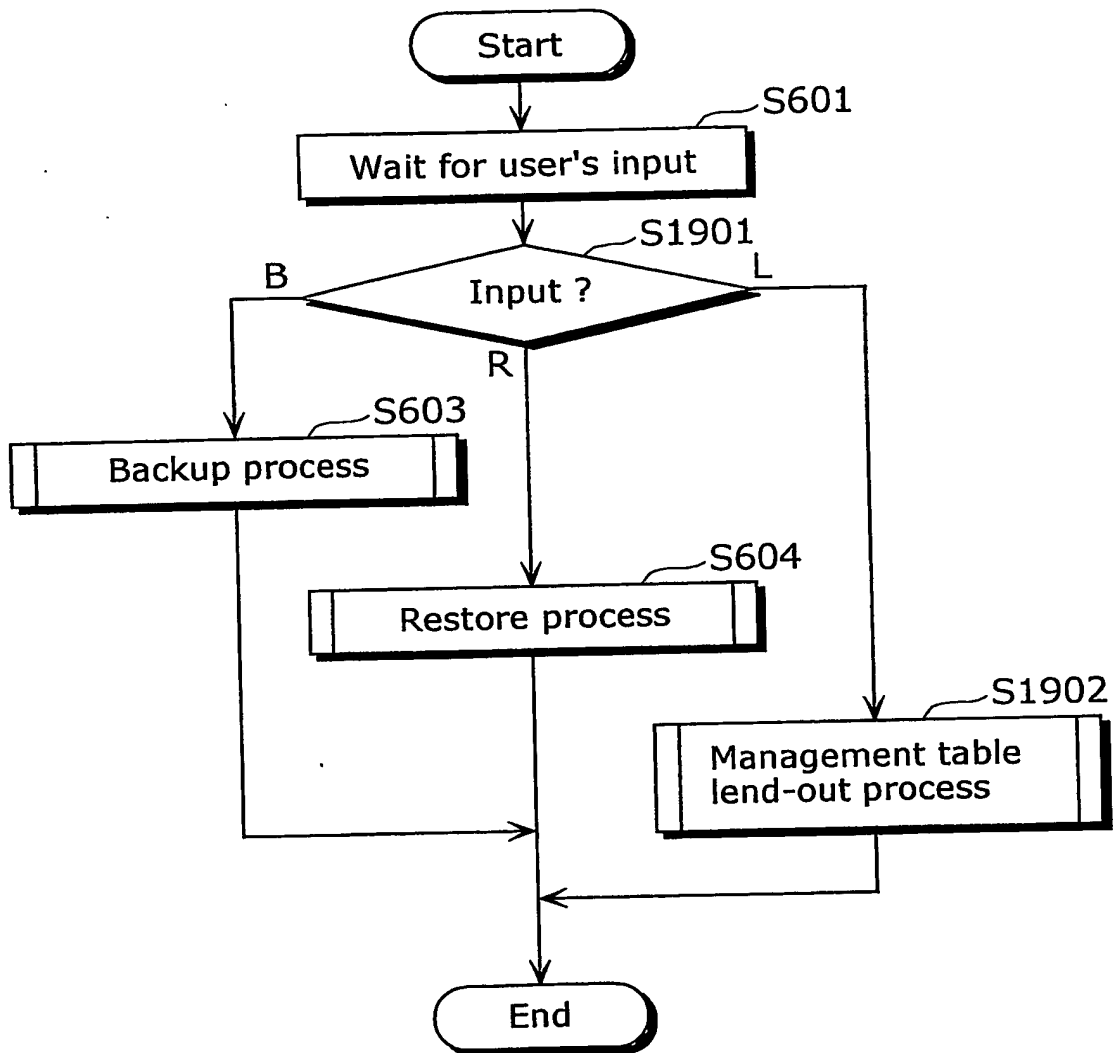 Start
S601
Wait for user's input
S1901
B
Input ?
L
R
S603
Backup process
S604
Restore process
S1902
Management table
lend-out process
End